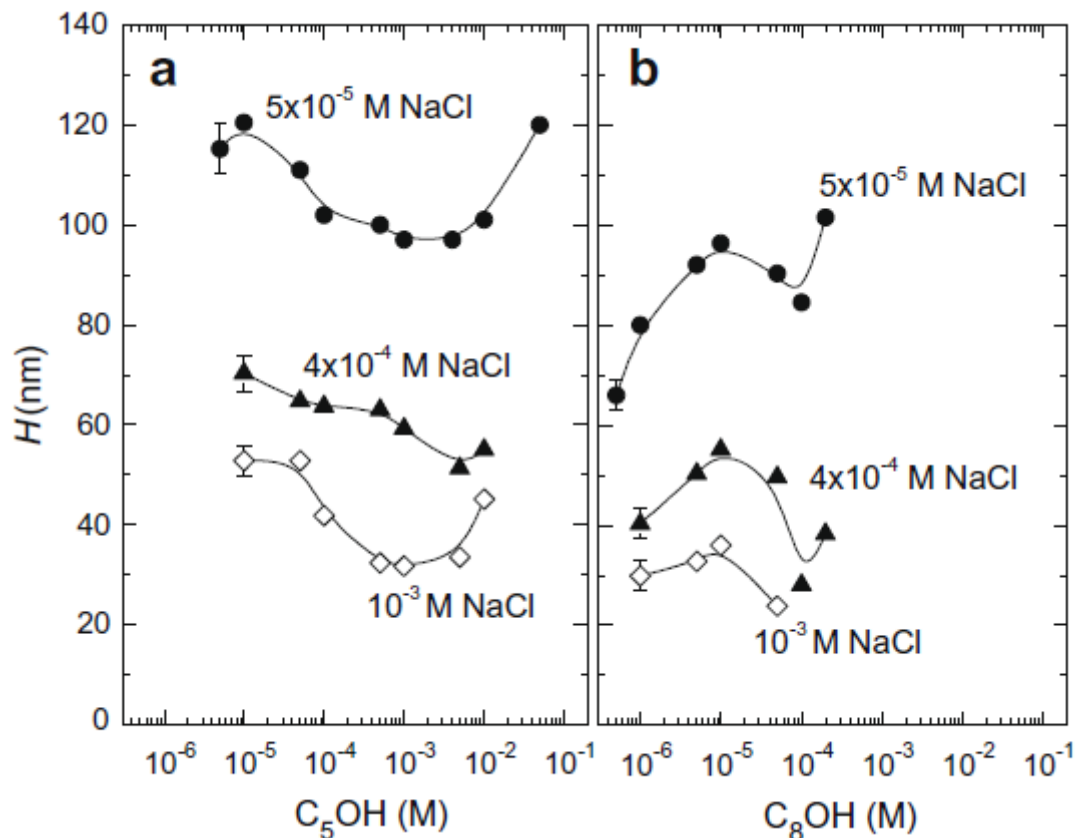 140
120
100
80
60
40
20
0
H (nm)
a
5x10⁻⁵ M NaCl
4x10⁻⁴ M NaCl
10⁻³ M NaCl
10⁻⁶ 10⁻⁵ 10⁻⁴ 10⁻³ 10⁻² 10⁻¹
C₅OH (M)
b
5x10⁻⁵ M NaCl
4x10⁻⁴ M NaCl
10⁻³ M NaCl
10⁻⁶ 10⁻⁵ 10⁻⁴ 10⁻³ 10⁻² 10⁻¹
C₈OH (M)